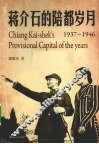 蒋介石的陪都岁月
1937-1946
Chiang Kai-shek's
Provisional Capital of the years